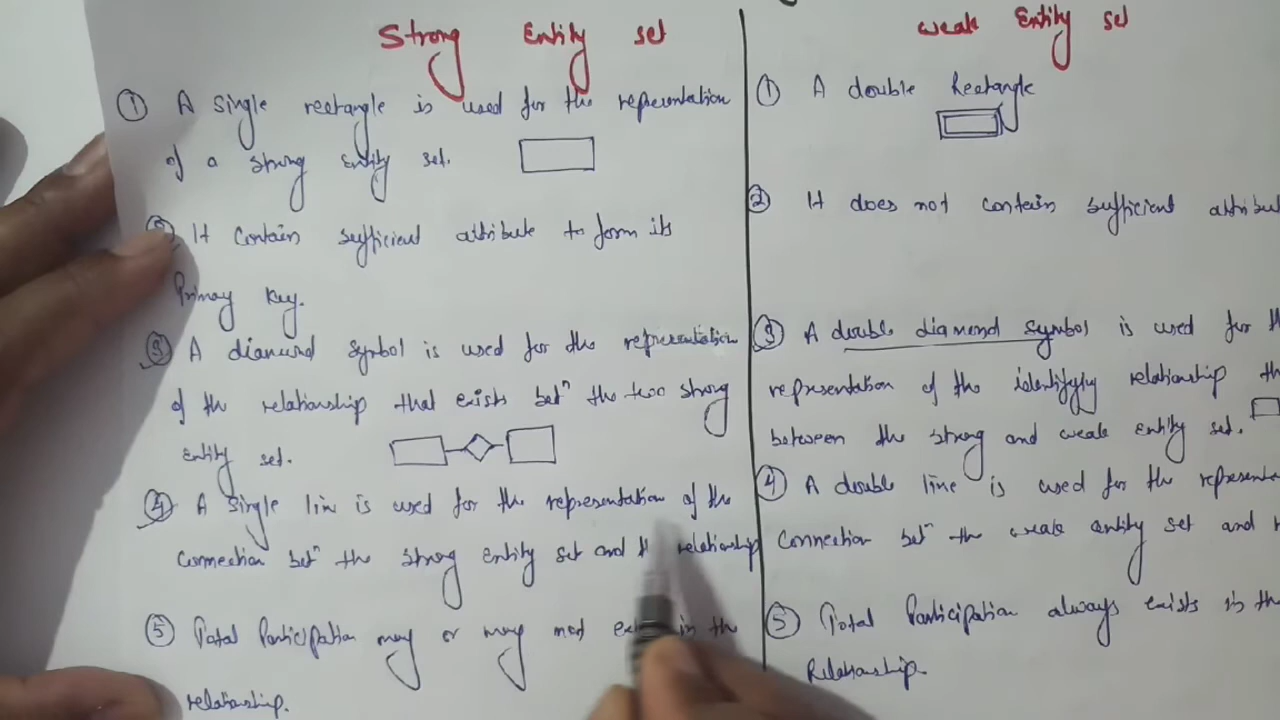 Strong Entity set
① A single rectangle is used for the representation
of a strong Entity set.
② It contain sufficient attribute to form its
Primary key.
③ A diamond symbol is used for the representation
of the relationship that exists betⁿ the two strong
entity set.
④ A single lin is used for the representation of the
Connection betⁿ the strong entity set and the relationship
⑤ Total Participation may or may not in the
relationship.
weak Entity set
① A double Rectangle
② It does not contain sufficient
③ A double diamond symbol is used for
representation of the identifyly relationship
between the strong and weak entity set.
④ A double line is used for the
Connection betⁿ the weak entity set and
⑤ Total Participation always exists in the
Relationship.